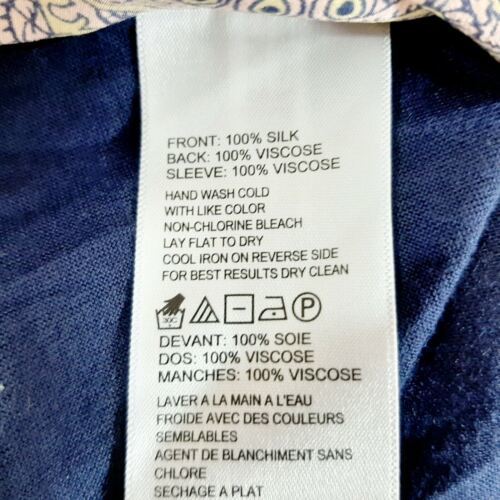 FRONT: 100% SILK
BACK: 100% VISCOSE
SLEEVE: 100% VISCOSE
HAND WASH COLD
WITH LIKE COLOR
NON-CHLORINE BLEACH
LAY FLAT TO DRY
COOL IRON ON REVERSE SIDE
FOR BEST RESULTS DRY CLEAN
30C P
DEVANT: 100% SOIE
DOS: 100% VISCOSE
MANCHES: 100% VISCOSE
LAVER A LA MAIN A L'EAU
FROIDE AVEC DES COULEURS
SEMBLABLES
AGENT DE BLANCHIMENT SANS
CHLORE
SECHAGE A PLAT